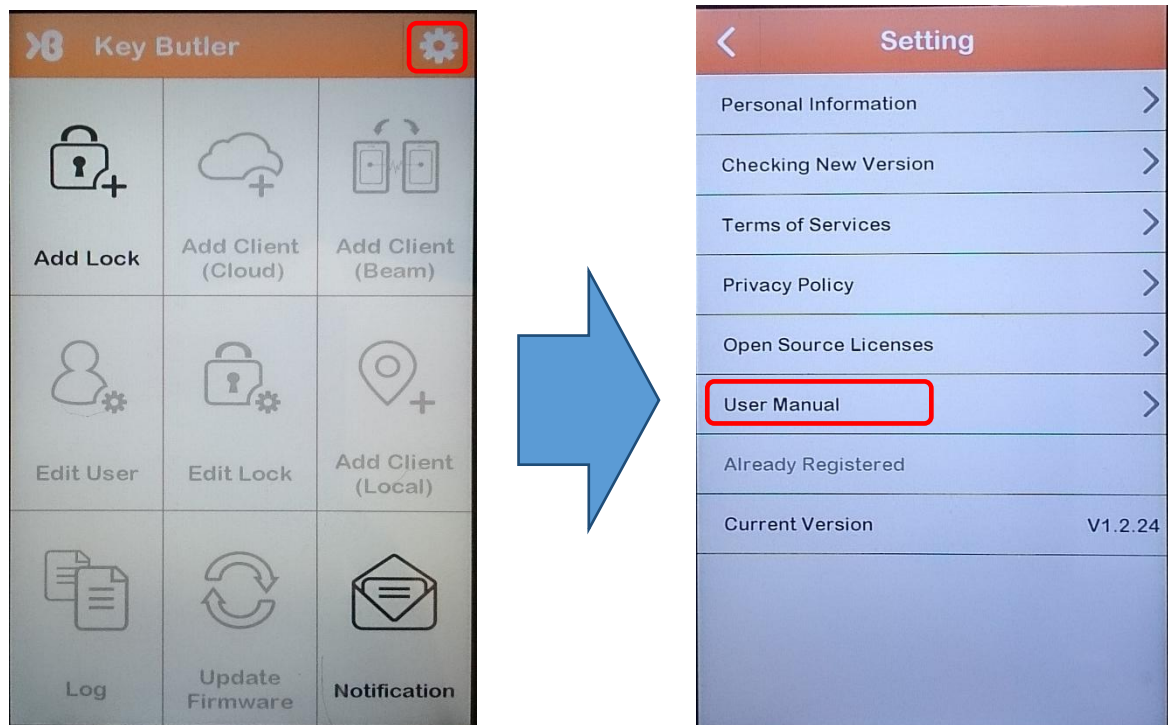 Key Butler
Add Lock
Add Client
(Cloud)
Add Client
(Beam)
Edit User
Edit Lock
Add Client
(Local)
Log
Update
Firmware
Notification
Setting
Personal Information
Checking New Version
Terms of Services
Privacy Policy
Open Source Licenses
User Manual
Already Registered
Current Version V1.2.24